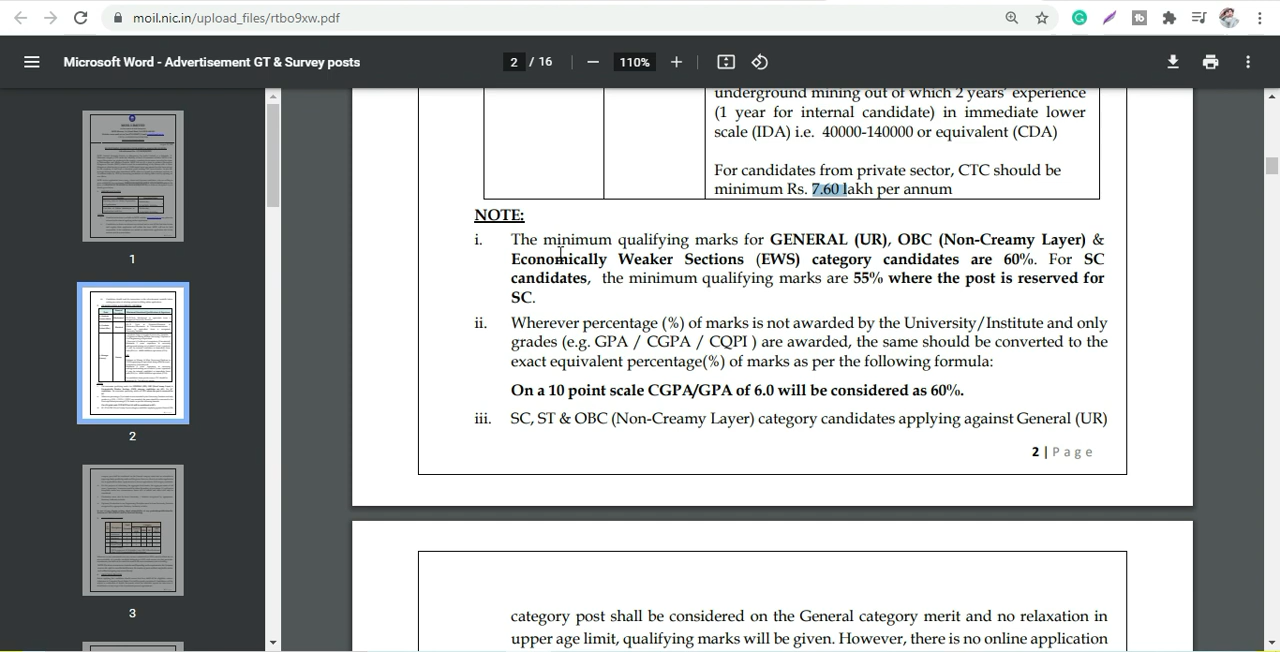 moil.nic.in/upload_files/rtbo9xw.pdf
Microsoft Word - Advertisement GT & Survey posts
2 / 16
110%
1
2
3
underground mining out of which 2 years' experience
(1 year for internal candidate) in immediate lower
scale (IDA) i.e. 40000-140000 or equivalent (CDA)
For candidates from private sector, CTC should be
minimum Rs. 7.60 lakh per annum
NOTE:
i. The minimum qualifying marks for GENERAL (UR), OBC (Non-Creamy Layer) &
Economically Weaker Sections (EWS) category candidates are 60%. For SC
candidates, the minimum qualifying marks are 55% where the post is reserved for
SC.
ii. Wherever percentage (%) of marks is not awarded by the University/Institute and only
grades (e.g. GPA / CGPA / CQPI ) are awarded, the same should be converted to the
exact equivalent percentage(%) of marks as per the following formula:
On a 10 point scale CGPA/GPA of 6.0 will be considered as 60%.
iii. SC, ST & OBC (Non-Creamy Layer) category candidates applying against General (UR)
2 | Page
category post shall be considered on the General category merit and no relaxation in
upper age limit, qualifying marks will be given. However, there is no online application